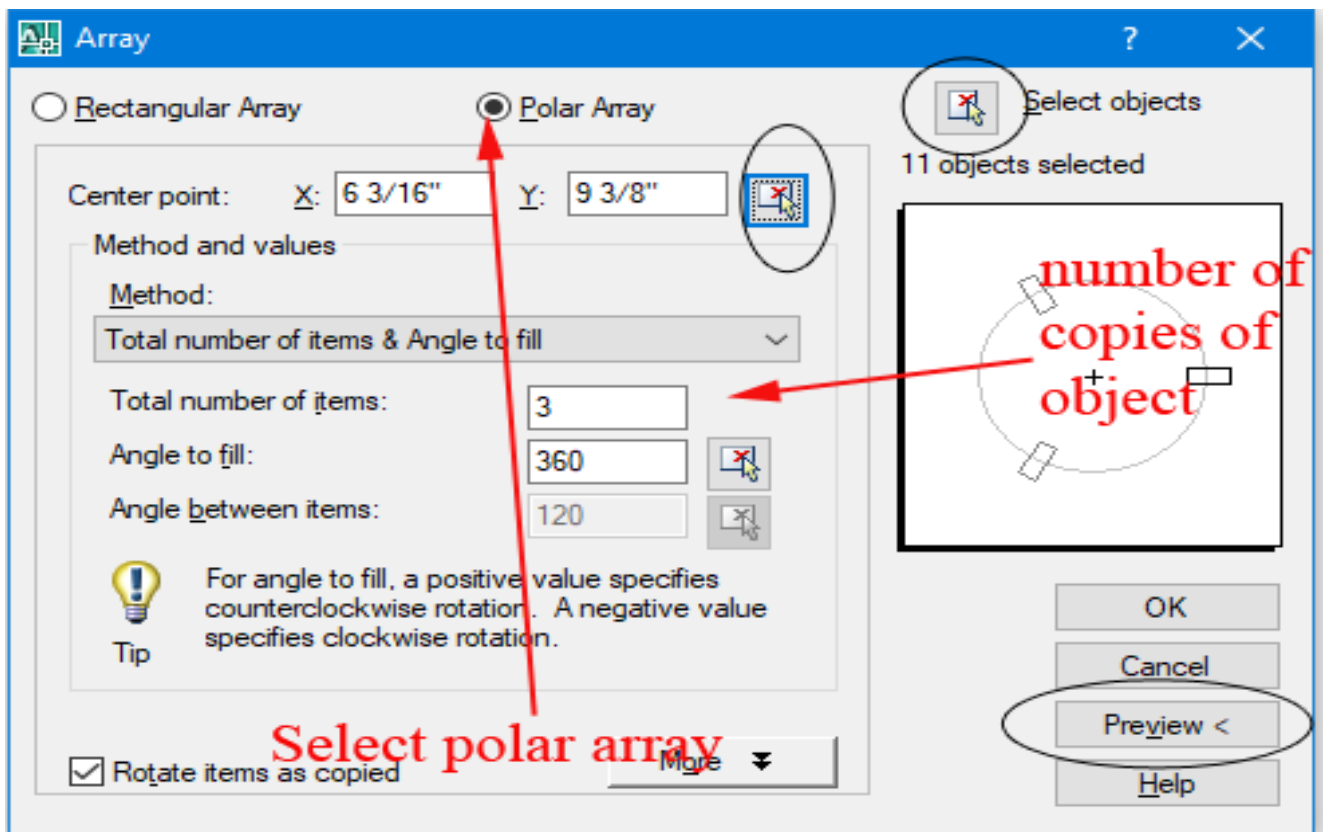 Array
?
Rectangular Array
Polar Array
Select objects
11 objects selected
Center point: X: 6 3/16" Y: 9 3/8"
Method and values
Method:
Total number of items & Angle to fill
Total number of items: 3
Angle to fill: 360
Angle between items: 120
For angle to fill, a positive value specifies
counterclockwise rotation. A negative value
specifies clockwise rotation.
Tip
number of
copies of
object
Select polar array
Rotate items as copied
More
OK
Cancel
Preview <
Help